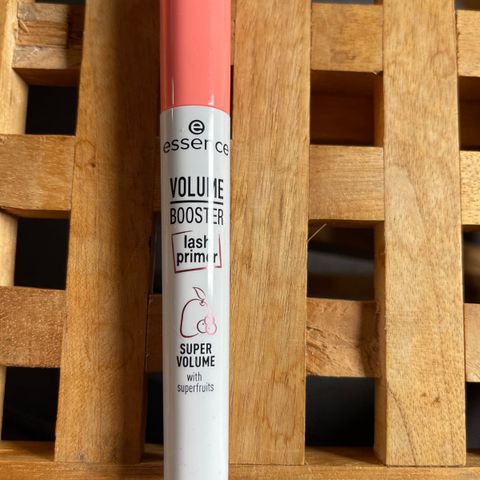 essence
VOLUME
BOOSTER
lash
primer
SUPER
VOLUME
with
superfruits